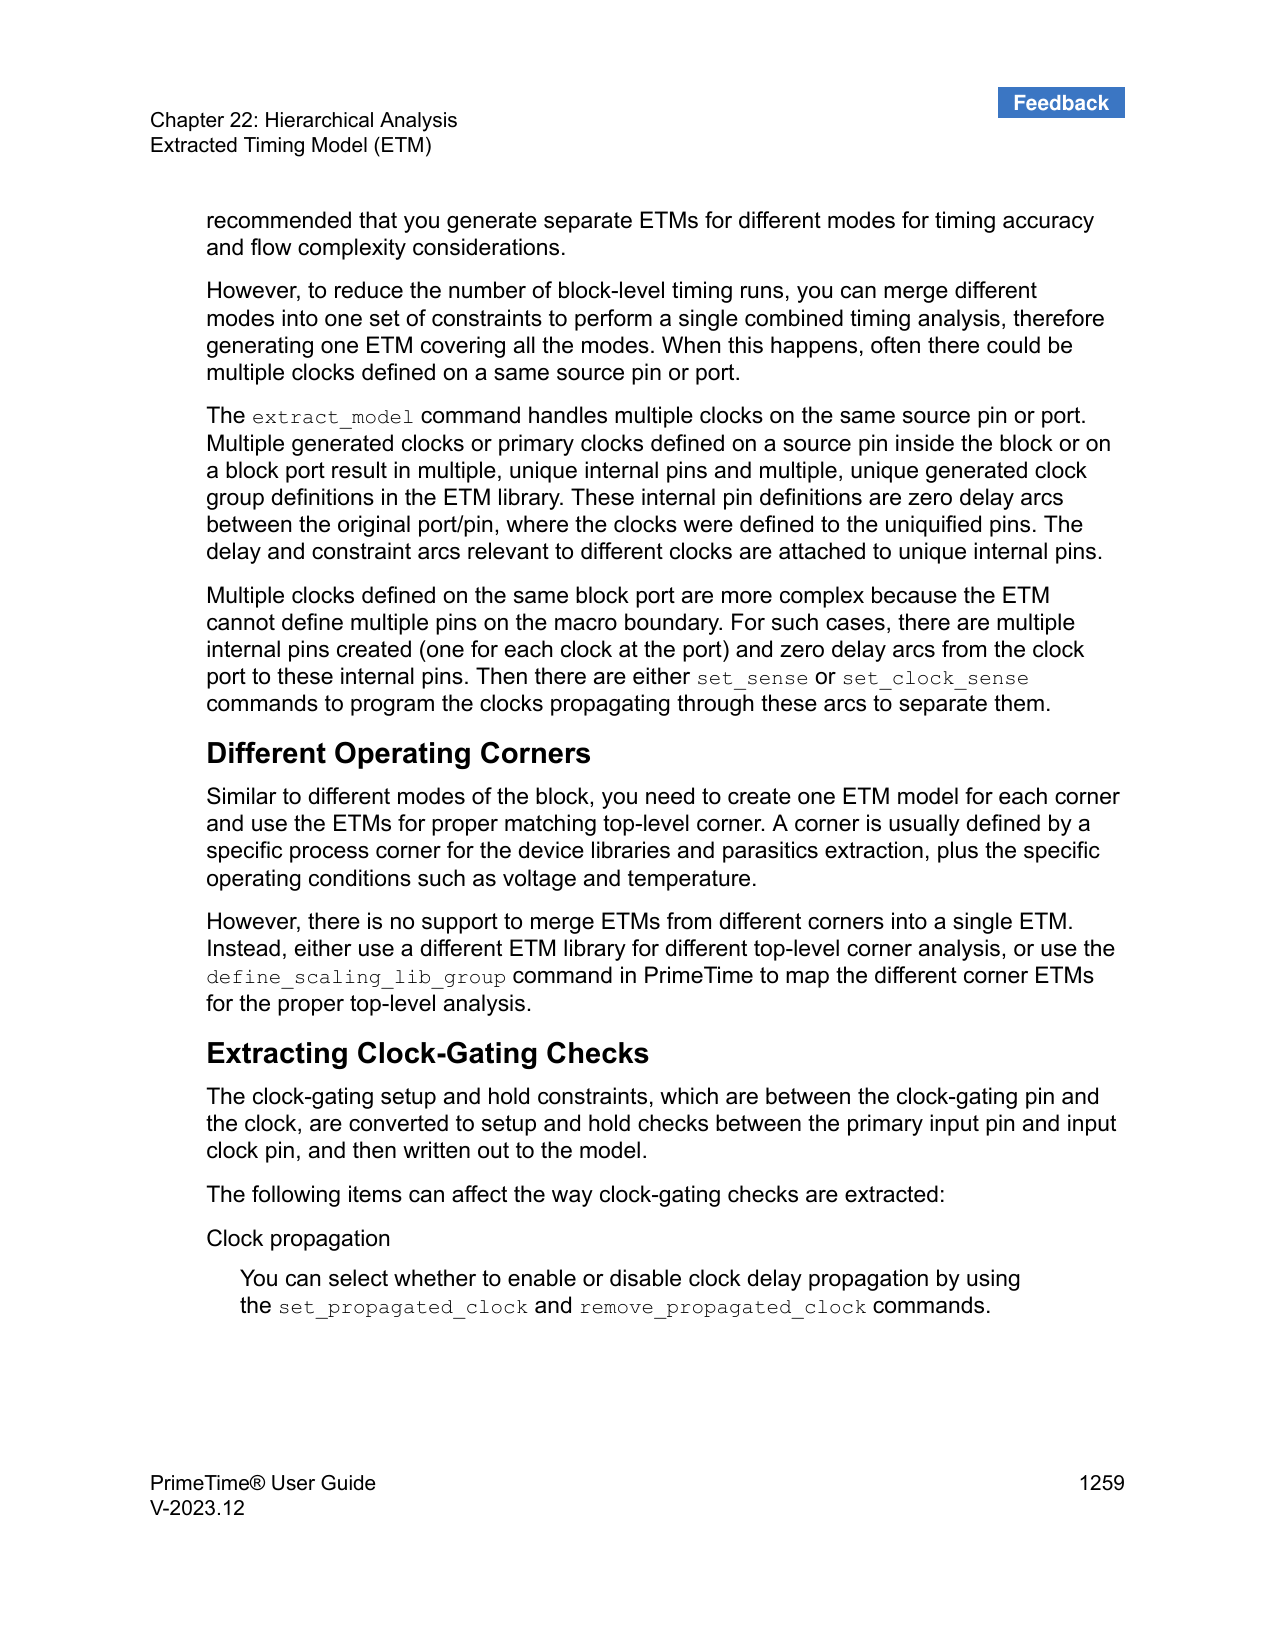 Feedback
Chapter 22: Hierarchical Analysis
Extracted Timing Model (ETM)
recommended that you generate separate ETMs for different modes for timing accuracy
and flow complexity considerations.
However, to reduce the number of block-level timing runs, you can merge different
modes into one set of constraints to perform a single combined timing analysis, therefore
generating one ETM covering all the modes. When this happens, often there could be
multiple clocks defined on a same source pin or port.
The extract_model command handles multiple clocks on the same source pin or port.
Multiple generated clocks or primary clocks defined on a source pin inside the block or on
a block port result in multiple, unique internal pins and multiple, unique generated clock
group definitions in the ETM library. These internal pin definitions are zero delay arcs
between the original port/pin, where the clocks were defined to the uniquified pins. The
delay and constraint arcs relevant to different clocks are attached to unique internal pins.
Multiple clocks defined on the same block port are more complex because the ETM
cannot define multiple pins on the macro boundary. For such cases, there are multiple
internal pins created (one for each clock at the port) and zero delay arcs from the clock
port to these internal pins. Then there are either set_sense or set_clock_sense
commands to program the clocks propagating through these arcs to separate them.
Different Operating Corners
Similar to different modes of the block, you need to create one ETM model for each corner
and use the ETMs for proper matching top-level corner. A corner is usually defined by a
specific process corner for the device libraries and parasitics extraction, plus the specific
operating conditions such as voltage and temperature.
However, there is no support to merge ETMs from different corners into a single ETM.
Instead, either use a different ETM library for different top-level corner analysis, or use the
define_scaling_lib_group command in PrimeTime to map the different corner ETMs
for the proper top-level analysis.
Extracting Clock-Gating Checks
The clock-gating setup and hold constraints, which are between the clock-gating pin and
the clock, are converted to setup and hold checks between the primary input pin and input
clock pin, and then written out to the model.
The following items can affect the way clock-gating checks are extracted:
Clock propagation
You can select whether to enable or disable clock delay propagation by using
the set_propagated_clock and remove_propagated_clock commands.
PrimeTime® User Guide
1259
V-2023.12